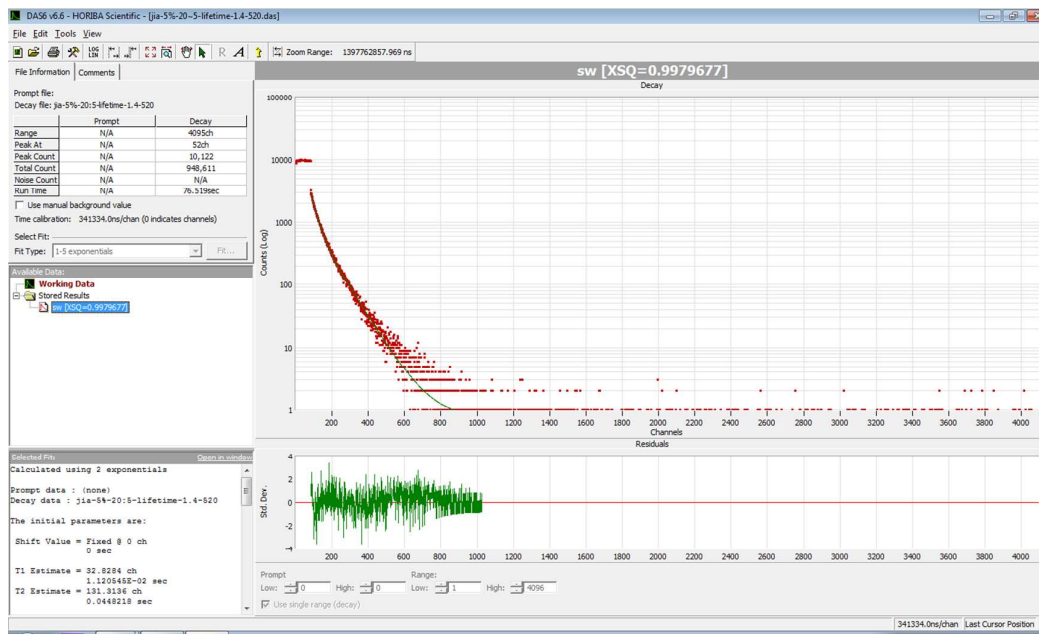 DAS6 v6.6 - HORIBA Scientific - [jia-5%-20~5-lifetime-1.4-520.das]
File Edit Tools View
LOG LIN R A ? Zoom Range: 1397762857.969 ns
File Information Comments
sw [XSQ=0.9979677]
Decay
Prompt file:
Decay file: jia-5%-20:5-lifetime-1.4-520
Prompt Decay
Range N/A 4095ch
Peak At N/A 52ch
Peak Count N/A 10,122
Total Count N/A 948,611
Noise Count N/A N/A
Run Time N/A 76.519sec
Use manual background value
Time calibration: 341334.0ns/chan (0 indicates channels)
Select Fit:
Fit Type: 1-5 exponentials Fit...
Available Data:
Working Data
Stored Results
sw [XSQ=0.9979677]
Counts (Log)
100000
10000
1000
100
10
1
200 400 600 800 1000 1200 1400 1600 1800 2000 2200 2400 2600 2800 3000 3200 3400 3600 3800 4000
Channels
Residuals
Selected Fit: Open in window
Calculated using 2 exponentials
Prompt data : (none)
Decay data : jia-5%-20:5-lifetime-1.4-520
The initial parameters are:
Shift Value = Fixed @ 0 ch
0 sec
T1 Estimate = 32.8284 ch
1.120545E-02 sec
T2 Estimate = 131.3136 ch
0.0448218 sec
Std. Dev.
4
2
0
-2
-4
200 400 600 800 1000 1200 1400 1600 1800 2000 2200 2400 2600 2800 3000 3200 3400 3600 3800 4000
Prompt Range:
Low: 0 High: 0 Low: 1 High: 4096
Use single range (decay)
341334.0ns/chan Last Cursor Position